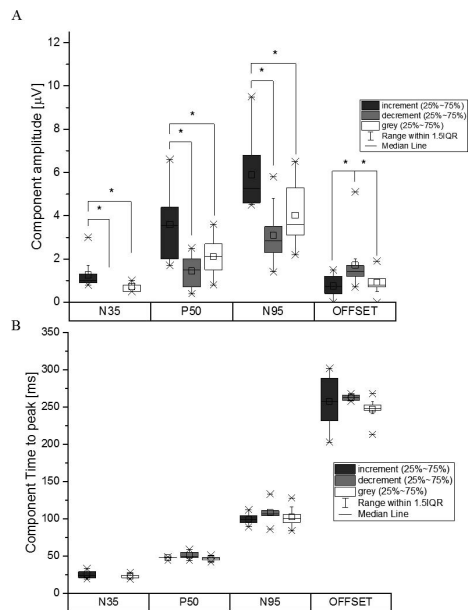 A
Component amplitude [μV]
12
10
8
6
4
2
0
* * * * * * * *
increment (25%~75%)
decrement (25%~75%)
grey (25%~75%)
Range within 1.5IQR
Median Line
N35 P50 N95 OFFSET
B
Component Time to peak [ms]
350
300
250
200
150
100
50
0
increment (25%~75%)
decrement (25%~75%)
grey (25%~75%)
Range within 1.5IQR
Median Line
N35 P50 N95 OFFSET